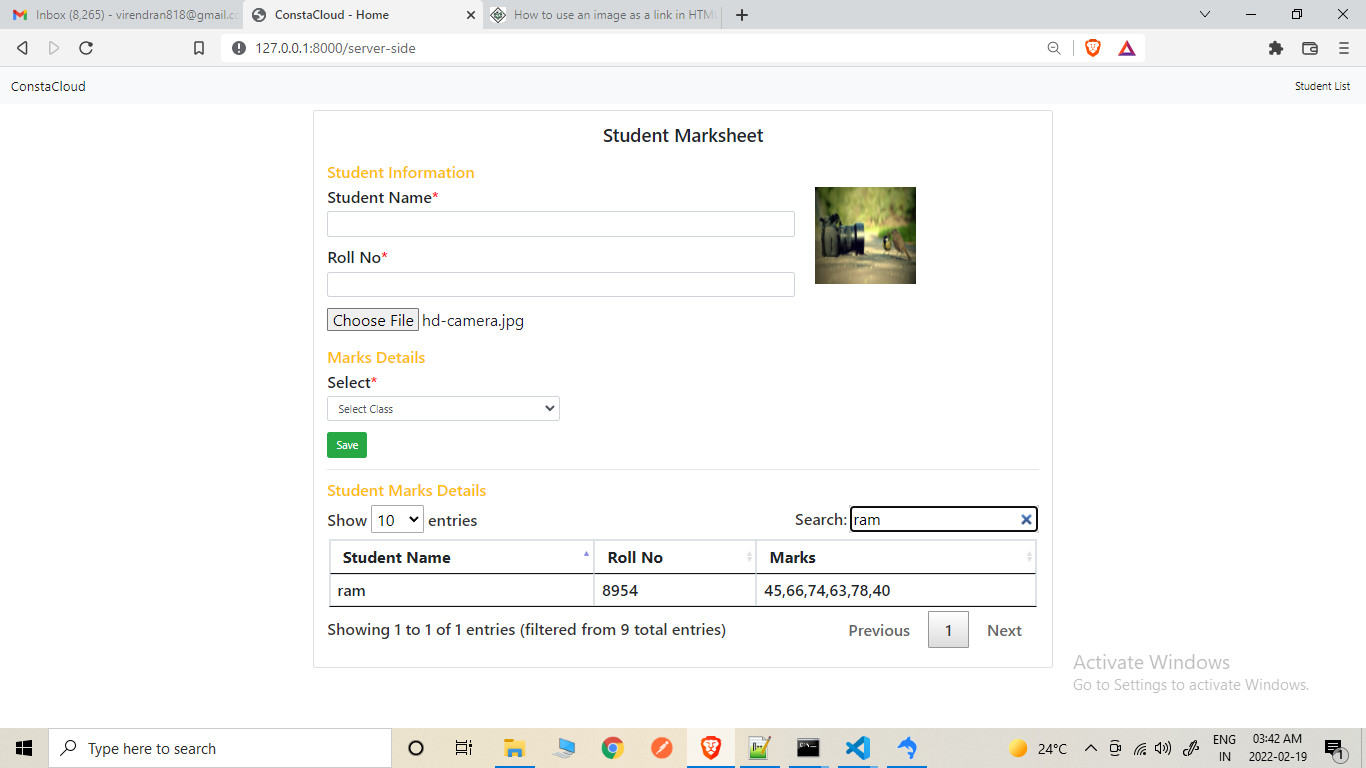 Inbox (8,265) - virendran818@gmail.c
ConstaCloud - Home
How to use an image as a link in HTM
127.0.0.1:8000/server-side
ConstaCloud
Student List
Student Marksheet
Student Information
Student Name*
Roll No*
Choose File hd-camera.jpg
Marks Details
Select*
Select Class
Save
Student Marks Details
Show 10 entries
Search: ram
Student Name Roll No Marks
ram 8954 45,66,74,63,78,40
Showing 1 to 1 of 1 entries (filtered from 9 total entries)
Previous 1 Next
Activate Windows
Go to Settings to activate Windows.
Type here to search
24°C
ENG
IN
03:42 AM
2022-02-19
1